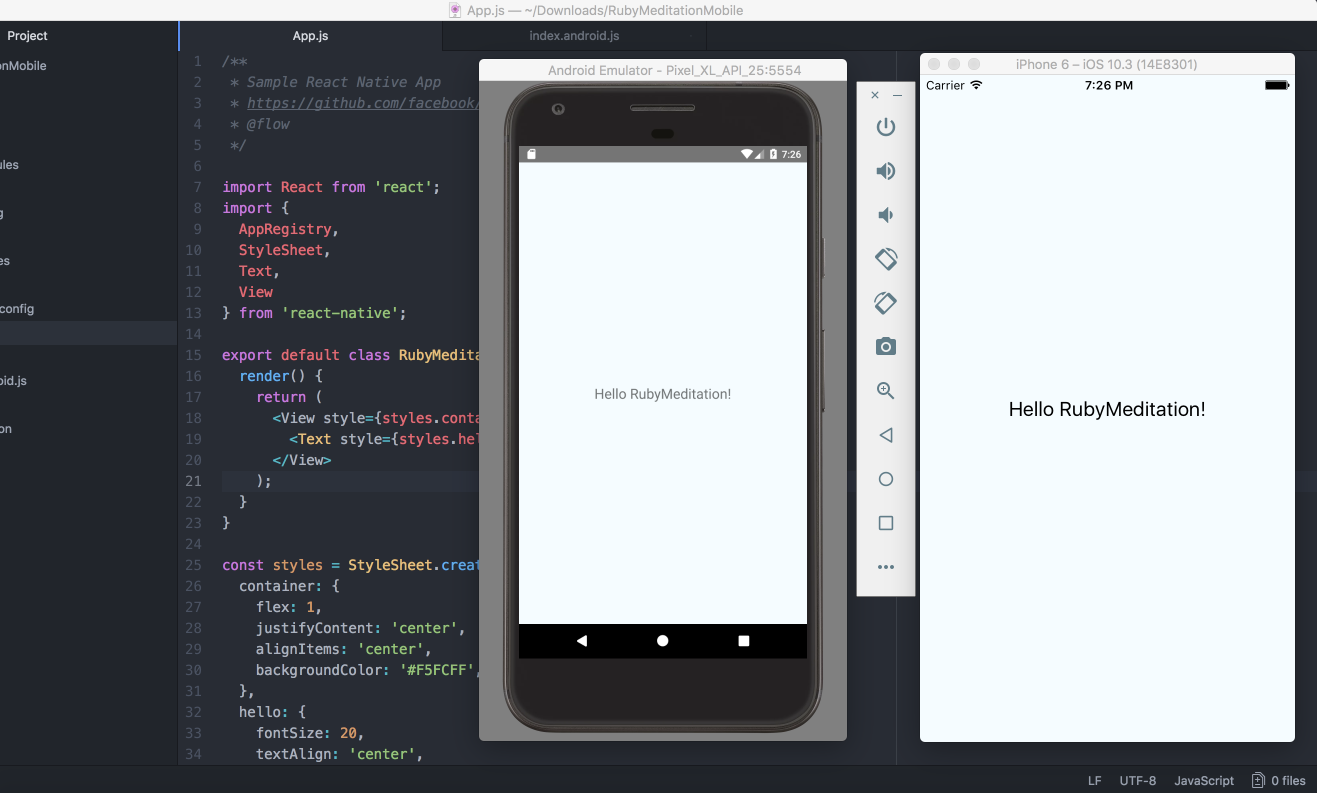 App.js — ~/Downloads/RubyMeditationMobile
Project
onMobile
ules
g
es
config
oid.js
on
App.js
index.android.js
1 /**
2 * Sample React Native App
3 * https://github.com/facebook/
4 * @flow
5 */
6
7 import React from 'react';
8 import {
9 AppRegistry,
10 StyleSheet,
11 Text,
12 View
13 } from 'react-native';
14
15 export default class RubyMedita
16 render() {
17 return (
18 <View style={styles.conta
19 <Text style={styles.hel
20 </View>
21 );
22 }
23 }
24
25 const styles = StyleSheet.creat
26 container: {
27 flex: 1,
28 justifyContent: 'center',
29 alignItems: 'center',
30 backgroundColor: '#F5FCFF',
31 },
32 hello: {
33 fontSize: 20,
34 textAlign: 'center',
Android Emulator - Pixel_XL_API_25:5554
7:26
Hello RubyMeditation!
iPhone 6 – iOS 10.3 (14E8301)
Carrier 7:26 PM
Hello RubyMeditation!
LF UTF-8 JavaScript 0 files